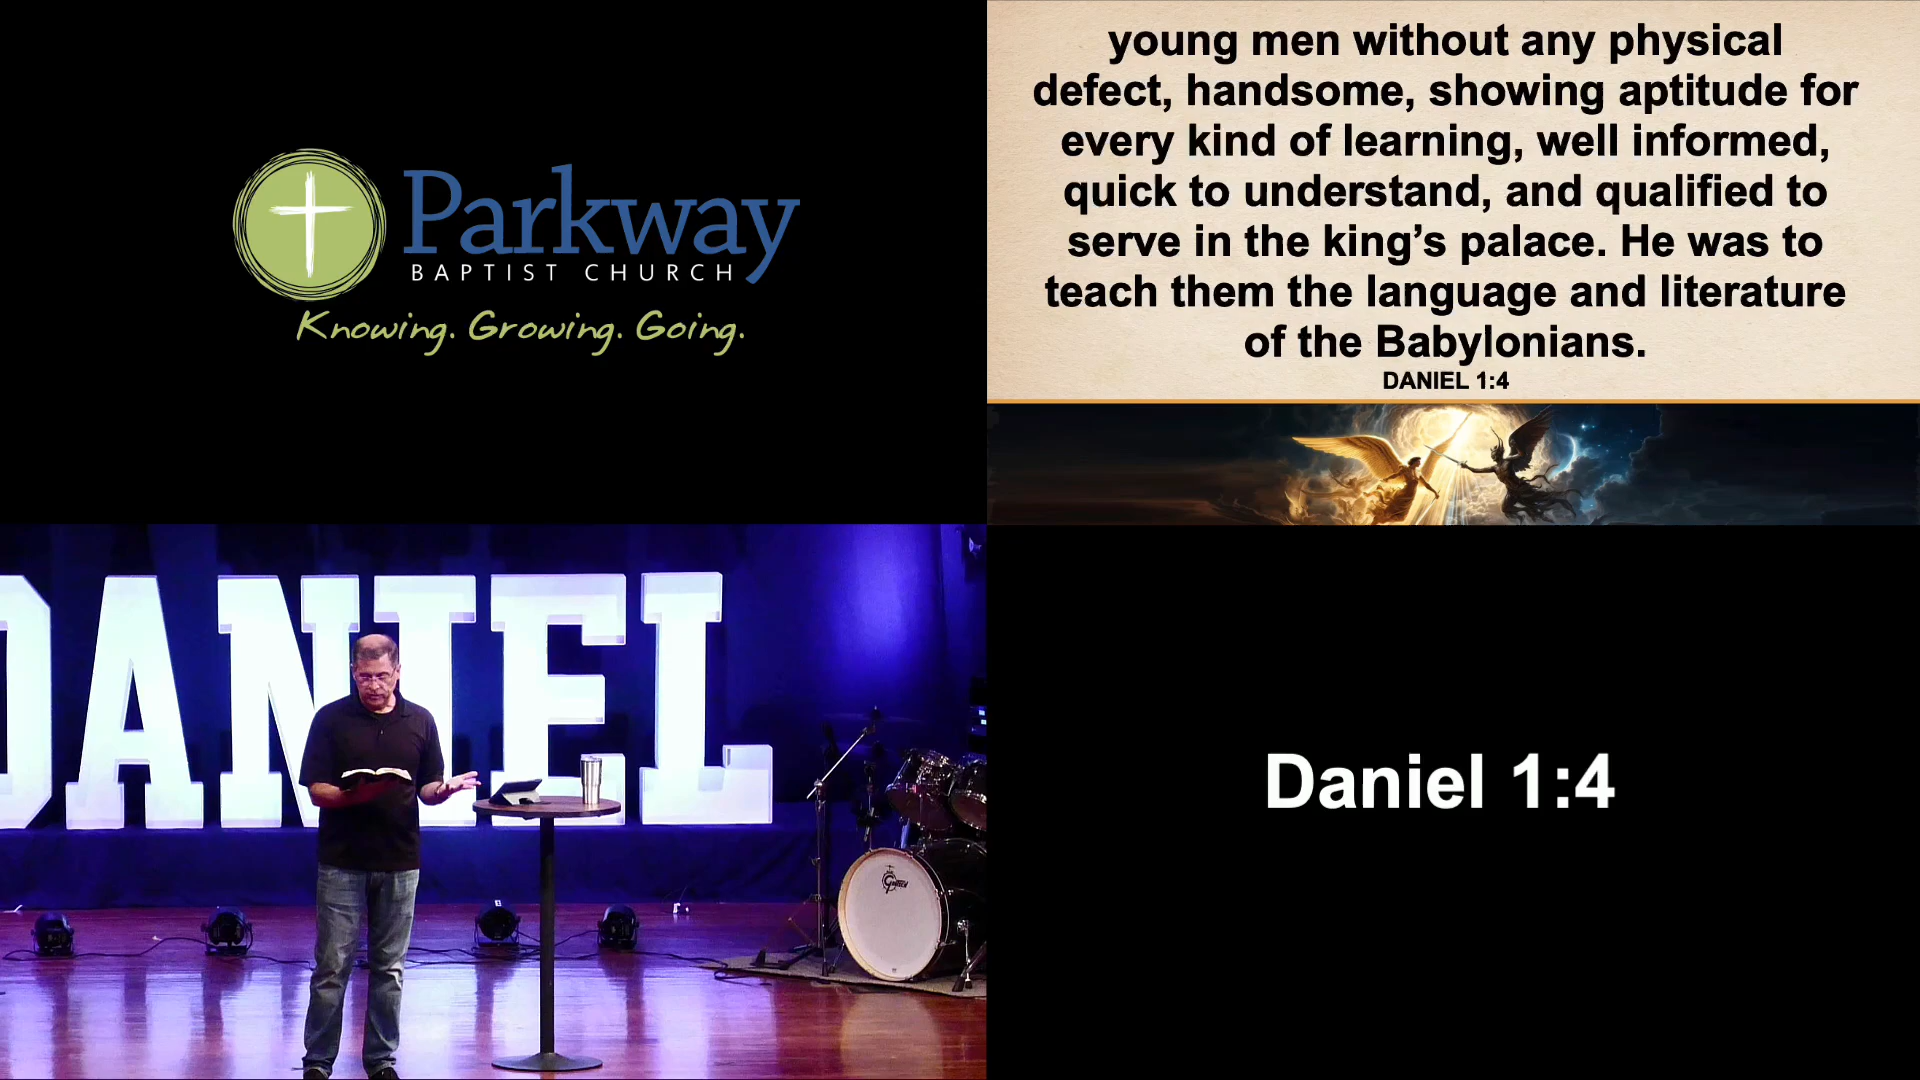 Parkway
BAPTIST CHURCH
Knowing. Growing. Going.
young men without any physical
defect, handsome, showing aptitude for
every kind of learning, well informed,
quick to understand, and qualified to
serve in the king’s palace. He was to
teach them the language and literature
of the Babylonians.
DANIEL 1:4
DANIEL
Gretsch
Daniel 1:4